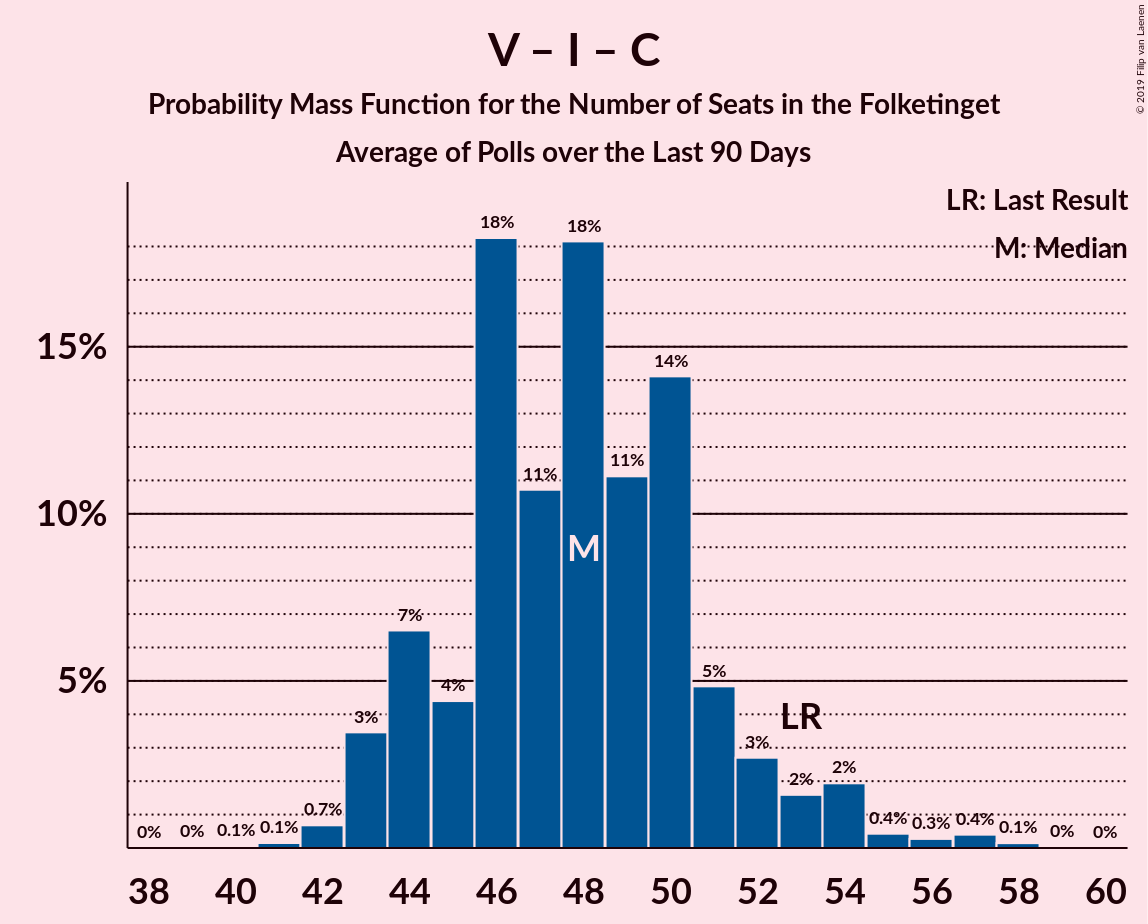 V – I – C
Probability Mass Function for the Number of Seats in the Folketinget
Average of Polls over the Last 90 Days
© 2019 Filip van Laenen
LR: Last Result
M: Median
15%
10%
5%
0%
0%
0.1%
0.1%
0.7%
3%
7%
4%
18%
11%
18%
11%
14%
5%
3%
2%
2%
0.4%
0.3%
0.4%
0.1%
0%
0%
M
LR
38 40 42 44 46 48 50 52 54 56 58 60